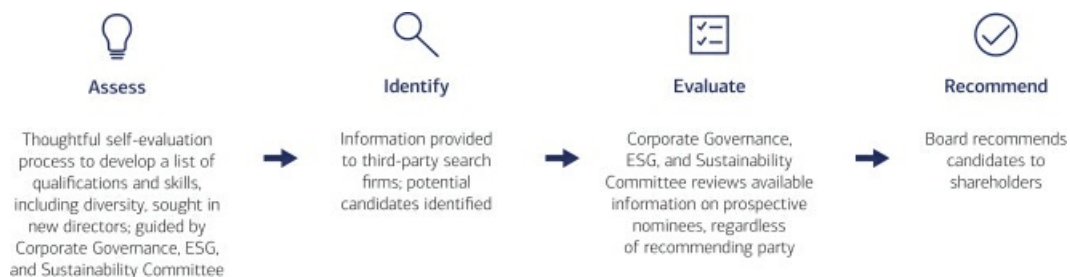 Assess
Thoughtful self-evaluation
process to develop a list of
qualifications and skills,
including diversity, sought in
new directors; guided by
Corporate Governance, ESG,
and Sustainability Committee
Identify
Information provided
to third-party search
firms; potential
candidates identified
Evaluate
Corporate Governance,
ESG, and Sustainability
Committee reviews available
information on prospective
nominees, regardless
of recommending party
Recommend
Board recommends
candidates to
shareholders